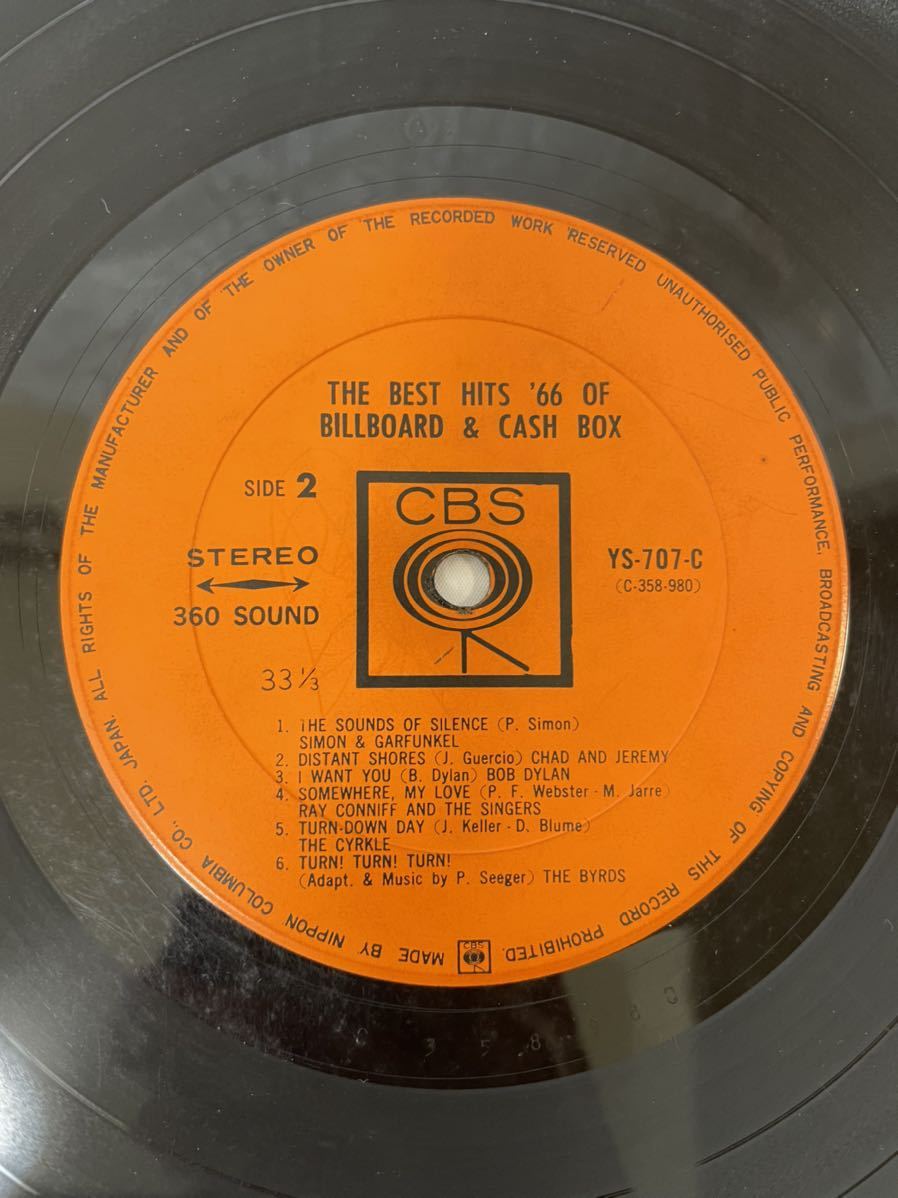 THE BEST HITS '66 OF
BILLBOARD & CASH BOX
SIDE 2
CBS
STEREO
360 SOUND
YS-707-C
(C-358-980)
33 1/3
1. THE SOUNDS OF SILENCE (P. Simon)
SIMON & GARFUNKEL
2. DISTANT SHORES (J. Guercio) CHAD AND JEREMY
3. I WANT YOU (B. Dylan) BOB DYLAN
4. SOMEWHERE, MY LOVE (P. F. Webster - M. Jarre)
RAY CONNIFF AND THE SINGERS
5. TURN-DOWN DAY (J. Keller - D. Blume)
THE CYRKLE
6. TURN! TURN! TURN!
(Adapt. & Music by P. Seeger) THE BYRDS
MADE BY NIPPON COLUMBIA CO., LTD. JAPAN. ALL RIGHTS OF THE MANUFACTURER AND OF THE OWNER OF THE RECORDED WORK RESERVED UNAUTHORISED PUBLIC PERFORMANCE, BROADCASTING AND COPYING OF THIS RECORD PROHIBITED.
CBS